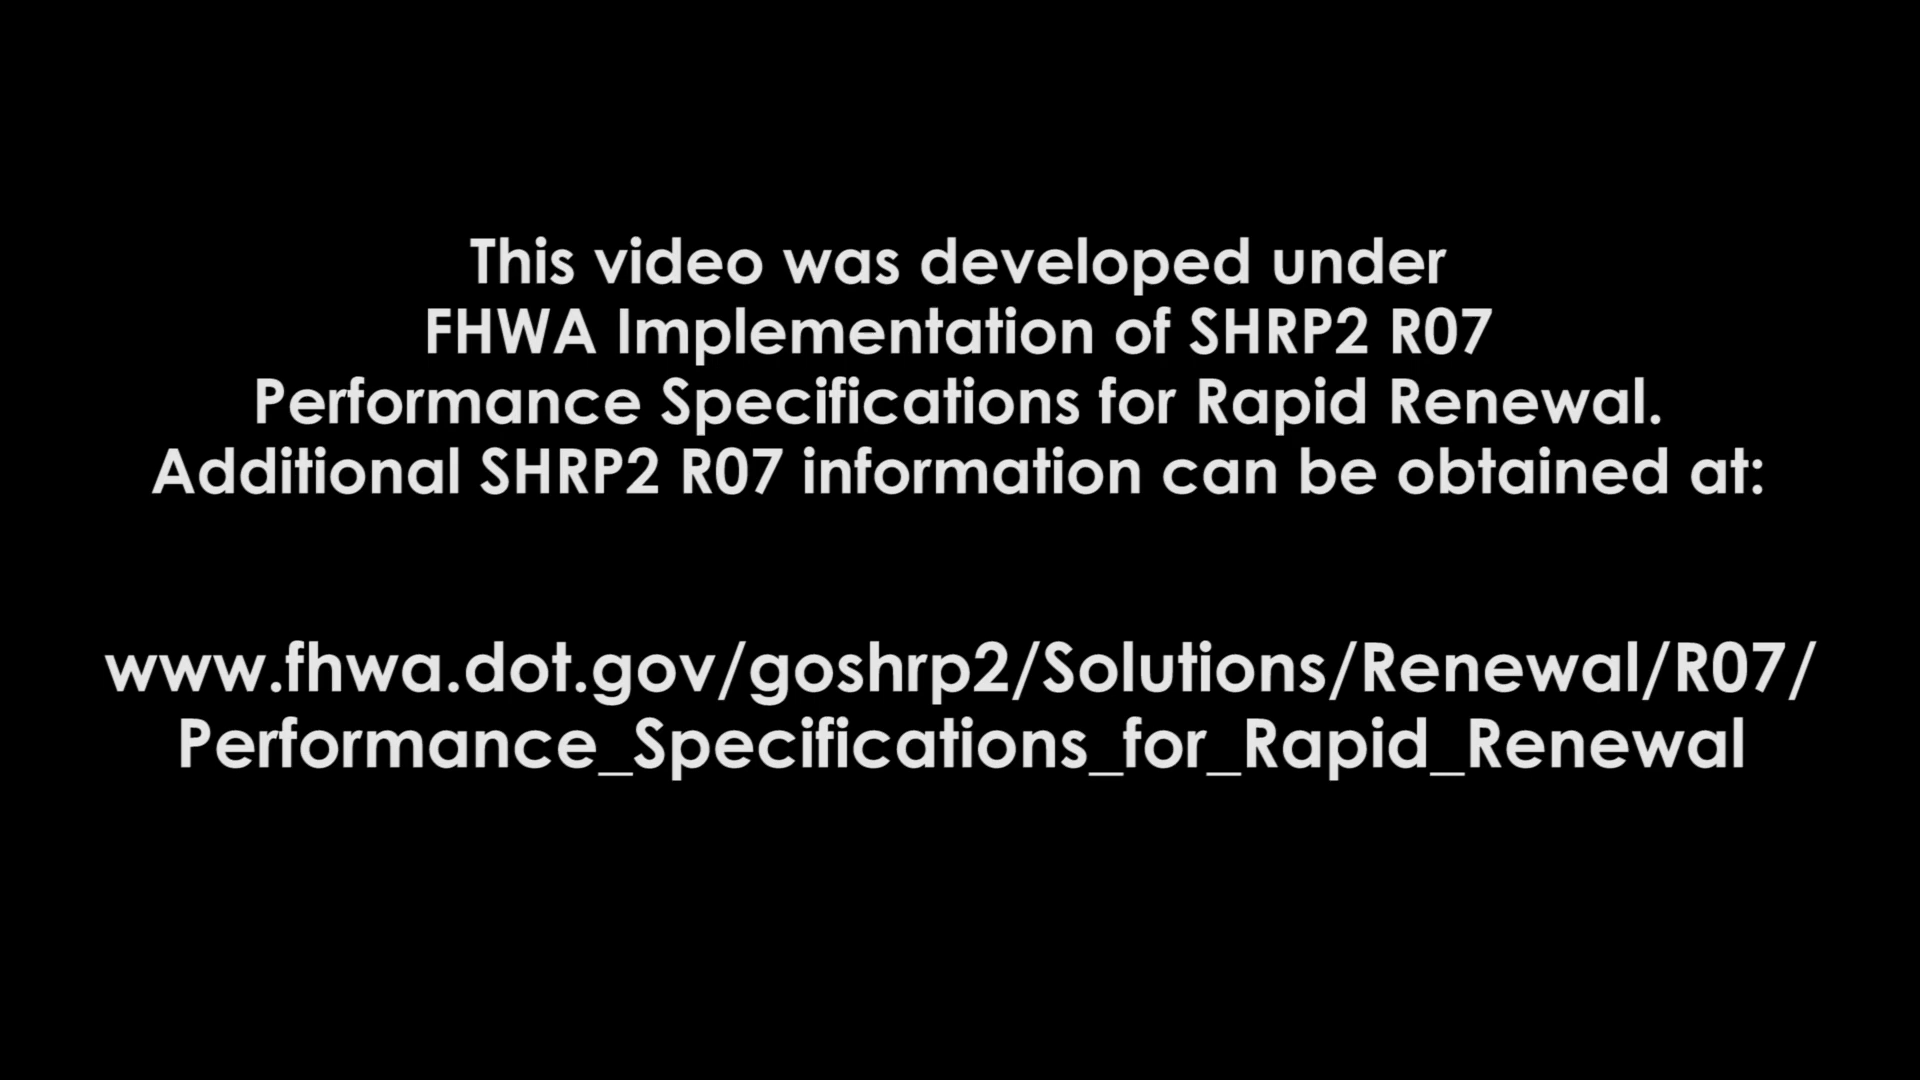 This video was developed under
FHWA Implementation of SHRP2 R07
Performance Specifications for Rapid Renewal.
Additional SHRP2 R07 information can be obtained at:
www.fhwa.dot.gov/goshrp2/Solutions/Renewal/R07/
Performance_Specifications_for_Rapid_Renewal